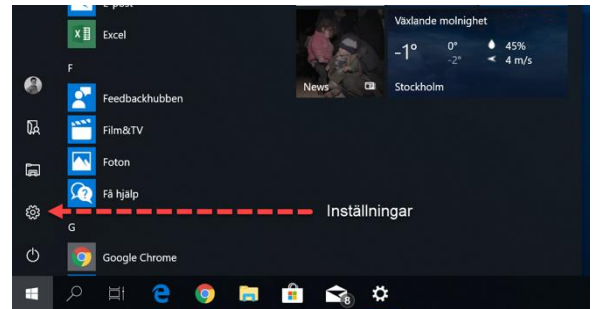 E-post
Excel
F
Feedbackhubben
Film&TV
Foton
Få hjälp
G
Google Chrome
News
Växlande molnighet
-1°
0°
-2°
45%
4 m/s
Stockholm
Inställningar
8